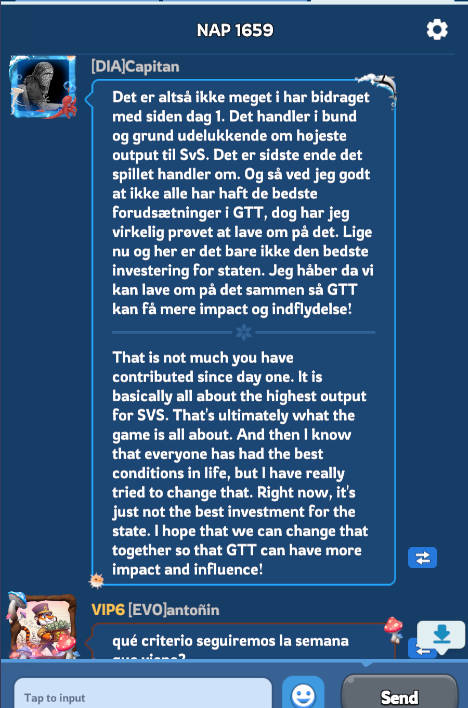 NAP 1659
[DIA]Capitan
Det er altså ikke meget i har bidraget
med siden dag 1. Det handler i bund
og grund udelukkende om højeste
output til SvS. Det er sidste ende det
spillet handler om. Og så ved jeg godt
at ikke alle har haft de bedste
forudsætninger i GTT, dog har jeg
virkelig prøvet at lave om på det. Lige
nu og her er det bare ikke den bedste
investering for staten. Jeg håber da vi
kan lave om på det sammen så GTT
kan få mere impact og indflydelse!
That is not much you have
contributed since day one. It is
basically all about the highest output
for SVS. That's ultimately what the
game is all about. And then I know
that everyone has had the best
conditions in life, but I have really
tried to change that. Right now, it's
just not the best investment for the
state. I hope that we can change that
together so that GTT can have more
impact and influence!
VIP6 [EVO]antoñin
qué criterio seguiremos la semana
que viene?
Tap to input
Send